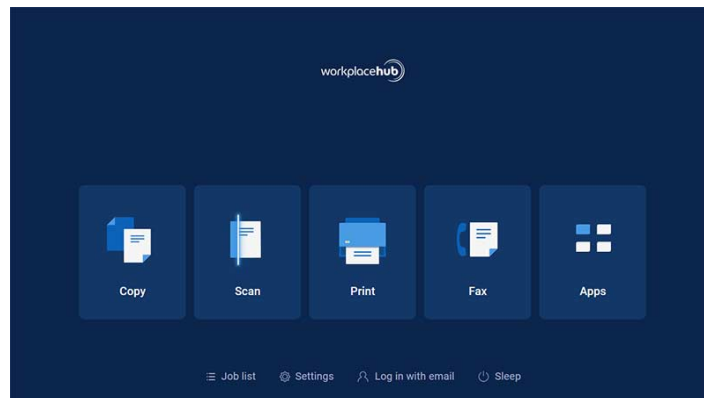 workplacehub
Copy Scan Print Fax Apps
Job list Settings Log in with email Sleep